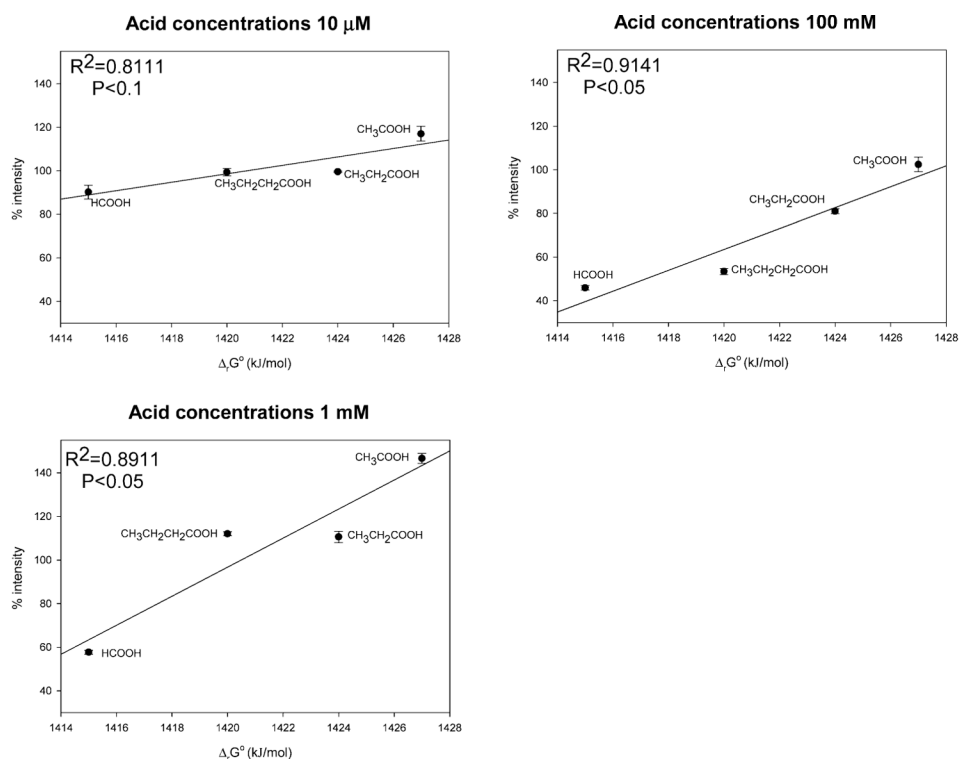 Acid concentrations 10 μM
R²=0.8111
P<0.1
140
120
100
80
60
40
% intensity
CH₃COOH
CH₃CH₂CH₂COOH
CH₃CH₂COOH
HCOOH
1414 1416 1418 1420 1422 1424 1426 1428
ΔᵣG° (kJ/mol)
Acid concentrations 100 mM
R²=0.9141
P<0.05
140
120
100
80
60
40
% intensity
CH₃COOH
CH₃CH₂COOH
HCOOH
CH₃CH₂CH₂COOH
1414 1416 1418 1420 1422 1424 1426 1428
ΔᵣG° (kJ/mol)
Acid concentrations 1 mM
R²=0.8911
P<0.05
140
120
100
80
60
40
% intensity
CH₃COOH
CH₃CH₂CH₂COOH
CH₃CH₂COOH
HCOOH
1414 1416 1418 1420 1422 1424 1426 1428
ΔᵣG° (kJ/mol)